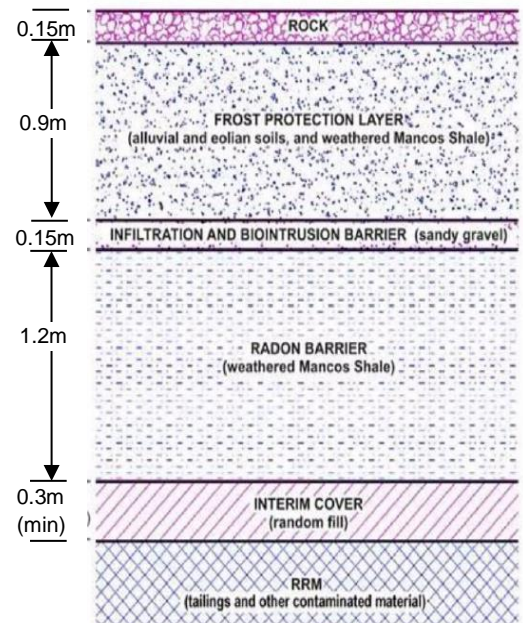 0.15m
ROCK
0.9m
FROST PROTECTION LAYER
(alluvial and eolian soils, and weathered Mancos Shale)
0.15m
INFILTRATION AND BIOINTRUSION BARRIER (sandy gravel)
1.2m
RADON BARRIER
(weathered Mancos Shale)
0.3m
(min)
INTERIM COVER
(random fill)
RRM
(tailings and other contaminated material)